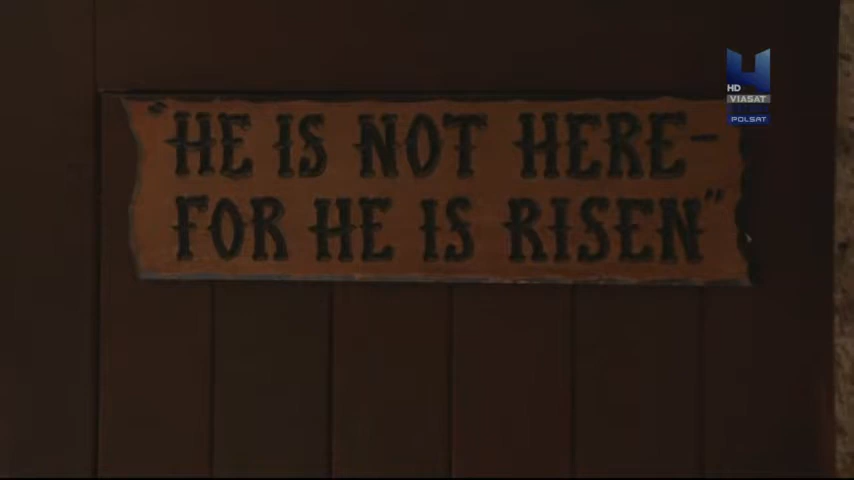 "HE IS NOT HERE-
FOR HE IS RISEN"
HD
VIASAT
POLSAT